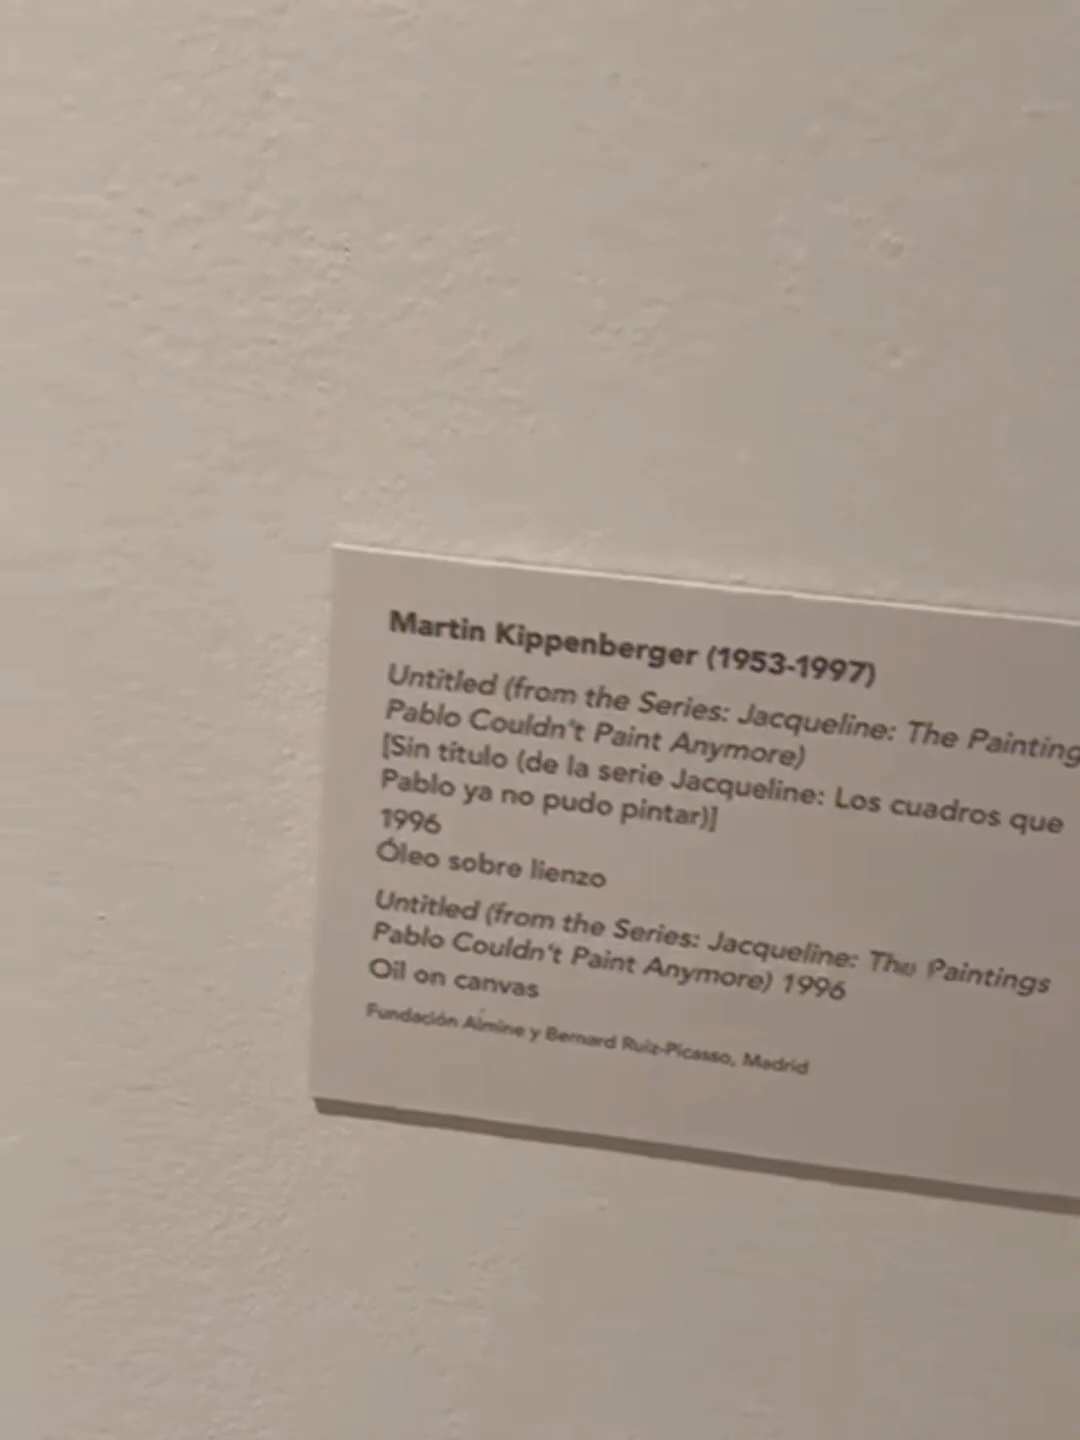 Martin Kippenberger (1953-1997)
Untitled (from the Series: Jacqueline: The Painting
Pablo Couldn't Paint Anymore)
[Sin título (de la serie Jacqueline: Los cuadros que
Pablo ya no pudo pintar)]
1996
Óleo sobre lienzo
Untitled (from the Series: Jacqueline: The Paintings
Pablo Couldn't Paint Anymore) 1996
Oil on canvas
Fundación Almine y Bernard Ruiz-Picasso, Madrid